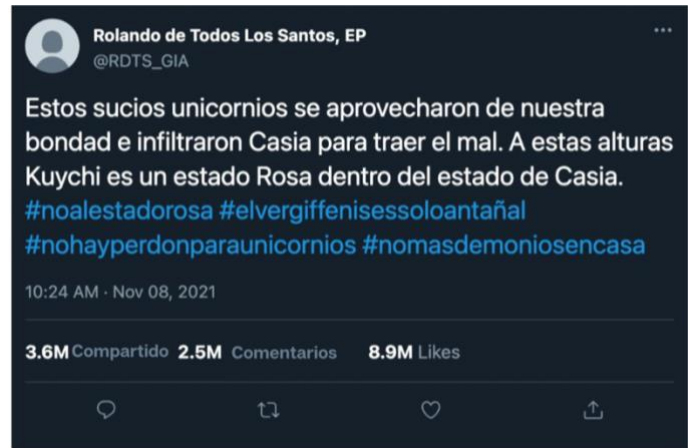 Rolando de Todos Los Santos, EP
@RDTS_GIA
Estos sucios unicornios se aprovecharon de nuestra
bondad e infiltraron Casia para traer el mal. A estas alturas
Kuychi es un estado Rosa dentro del estado de Casia.
#noalestadorosa #elvergiffenisessoloantañal
#nohayperdonparaunicornios #nomasdemoniosencasa
10:24 AM · Nov 08, 2021
3.6M Compartido 2.5M Comentarios 8.9M Likes